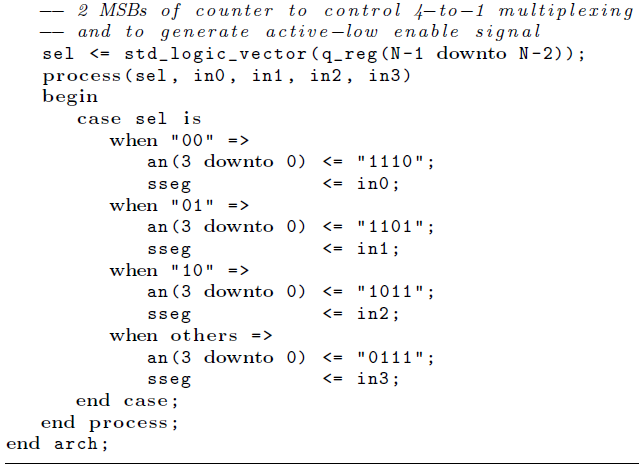 —— 2 MSBs of counter to control 4—to—1 multiplexing
—— and to generate active—low enable signal
sel <= std_logic_vector(q_reg(N-1 downto N-2));
process(sel, in0, in1, in2, in3)
begin
case sel is
when "00" =>
an(3 downto 0) <= "1110";
sseg <= in0;
when "01" =>
an(3 downto 0) <= "1101";
sseg <= in1;
when "10" =>
an(3 downto 0) <= "1011";
sseg <= in2;
when others =>
an(3 downto 0) <= "0111";
sseg <= in3;
end case;
end process;
end arch;